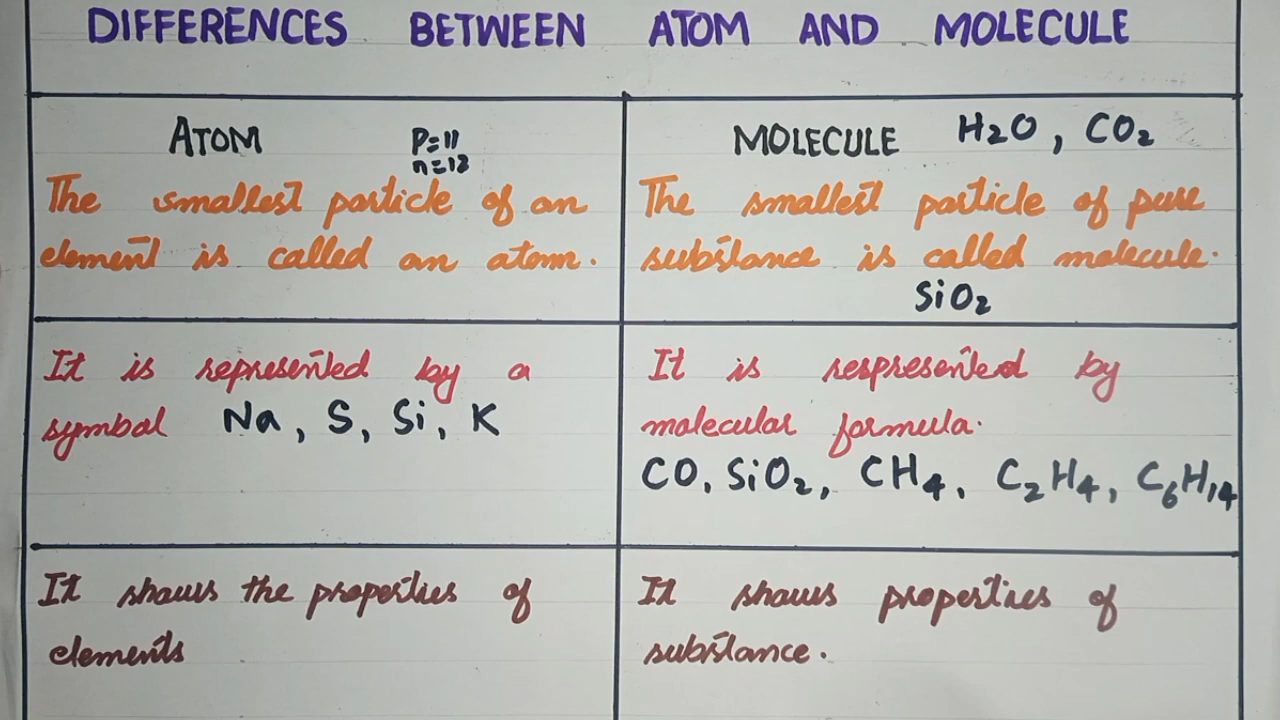 DIFFERENCES BETWEEN ATOM AND MOLECULE
ATOM P=11
n=12
The smallest particle of an
element is called an atom.
MOLECULE H2O, CO2
The smallest particle of pure
substance is called molecule.
SiO2
It is represented by a
symbol Na, S, Si, K
It is respresented by
molecular formula.
CO, SiO2, CH4, C2H4, C6H14
It shows the properties of
elements
It shows properties of
substance.